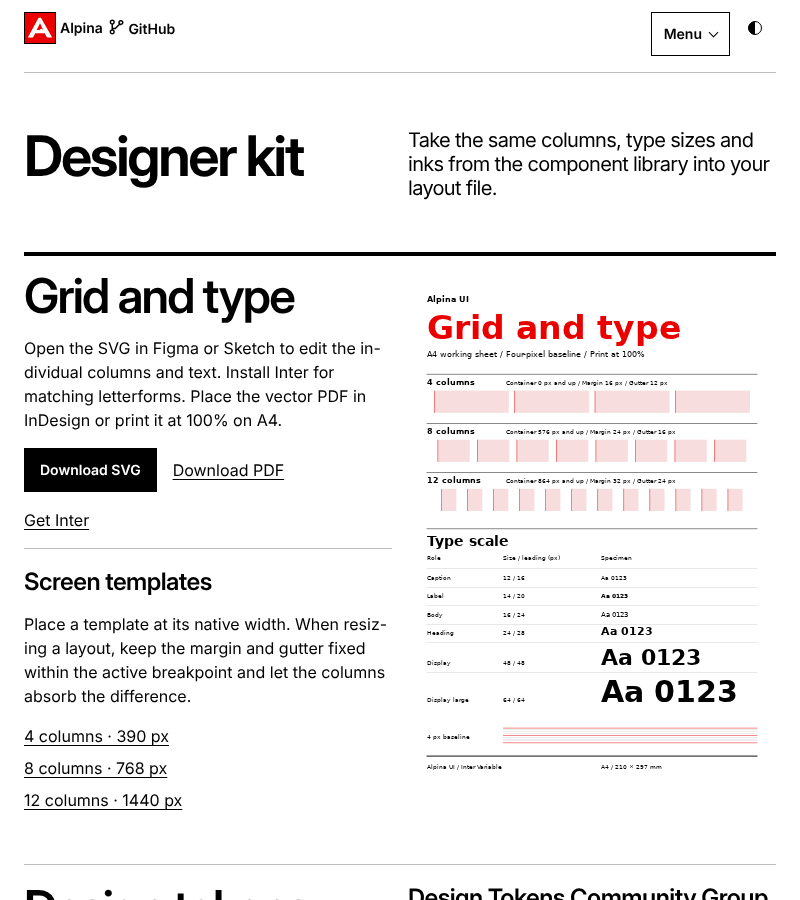 Alpina GitHub
Menu
Designer kit
Take the same columns, type sizes and
inks from the component library into your
layout file.
Grid and type
Open the SVG in Figma or Sketch to edit the in-
dividual columns and text. Install Inter for
matching letterforms. Place the vector PDF in
InDesign or print it at 100% on A4.
Download SVG Download PDF
Get Inter
Screen templates
Place a template at its native width. When resiz-
ing a layout, keep the margin and gutter fixed
within the active breakpoint and let the columns
absorb the difference.
4 columns · 390 px
8 columns · 768 px
12 columns · 1440 px
Alpina UI
Grid and type
A4 working sheet / Four-pixel baseline / Print at 100%
4 columns Container 0 px and up / Margin 16 px / Gutter 12 px
8 columns Container 576 px and up / Margin 24 px / Gutter 16 px
12 columns Container 864 px and up / Margin 32 px / Gutter 24 px
Type scale
Role Size / leading (px) Specimen
Caption 12 / 16 Aa 0123
Label 14 / 20 Aa 0123
Body 16 / 24 Aa 0123
Heading 24 / 28 Aa 0123
Display 48 / 48 Aa 0123
Display large 64 / 64 Aa 0123
4 px baseline
Alpina UI / Inter Variable A4 / 210 × 297 mm
Design tokens
Design Tokens Community Group